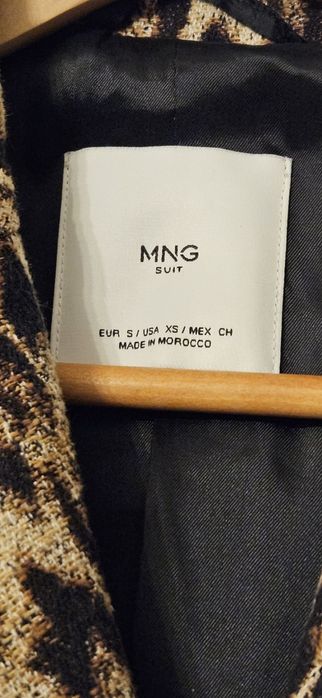 MNG
SUIT
EUR S / USA XS / MEX CH
MADE IN MOROCCO